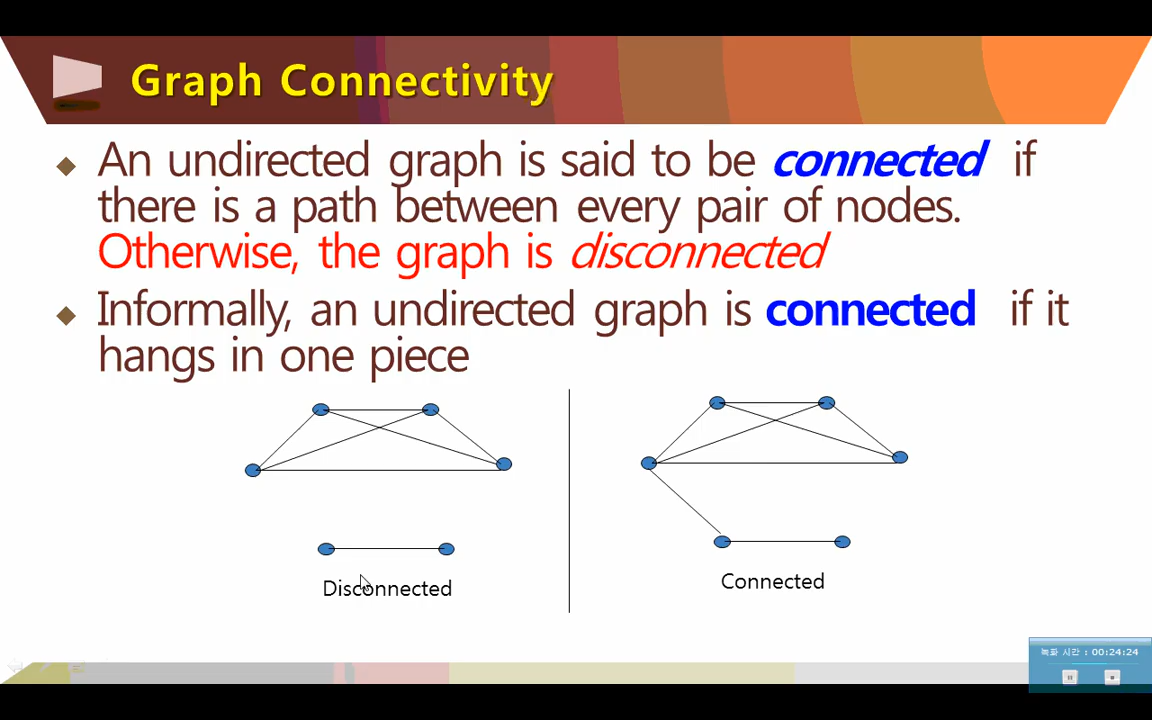 Graph Connectivity
An undirected graph is said to be connected if
there is a path between every pair of nodes.
Otherwise, the graph is disconnected
Informally, an undirected graph is connected if it
hangs in one piece
Disconnected
Connected
녹화 시간 : 00:24:24